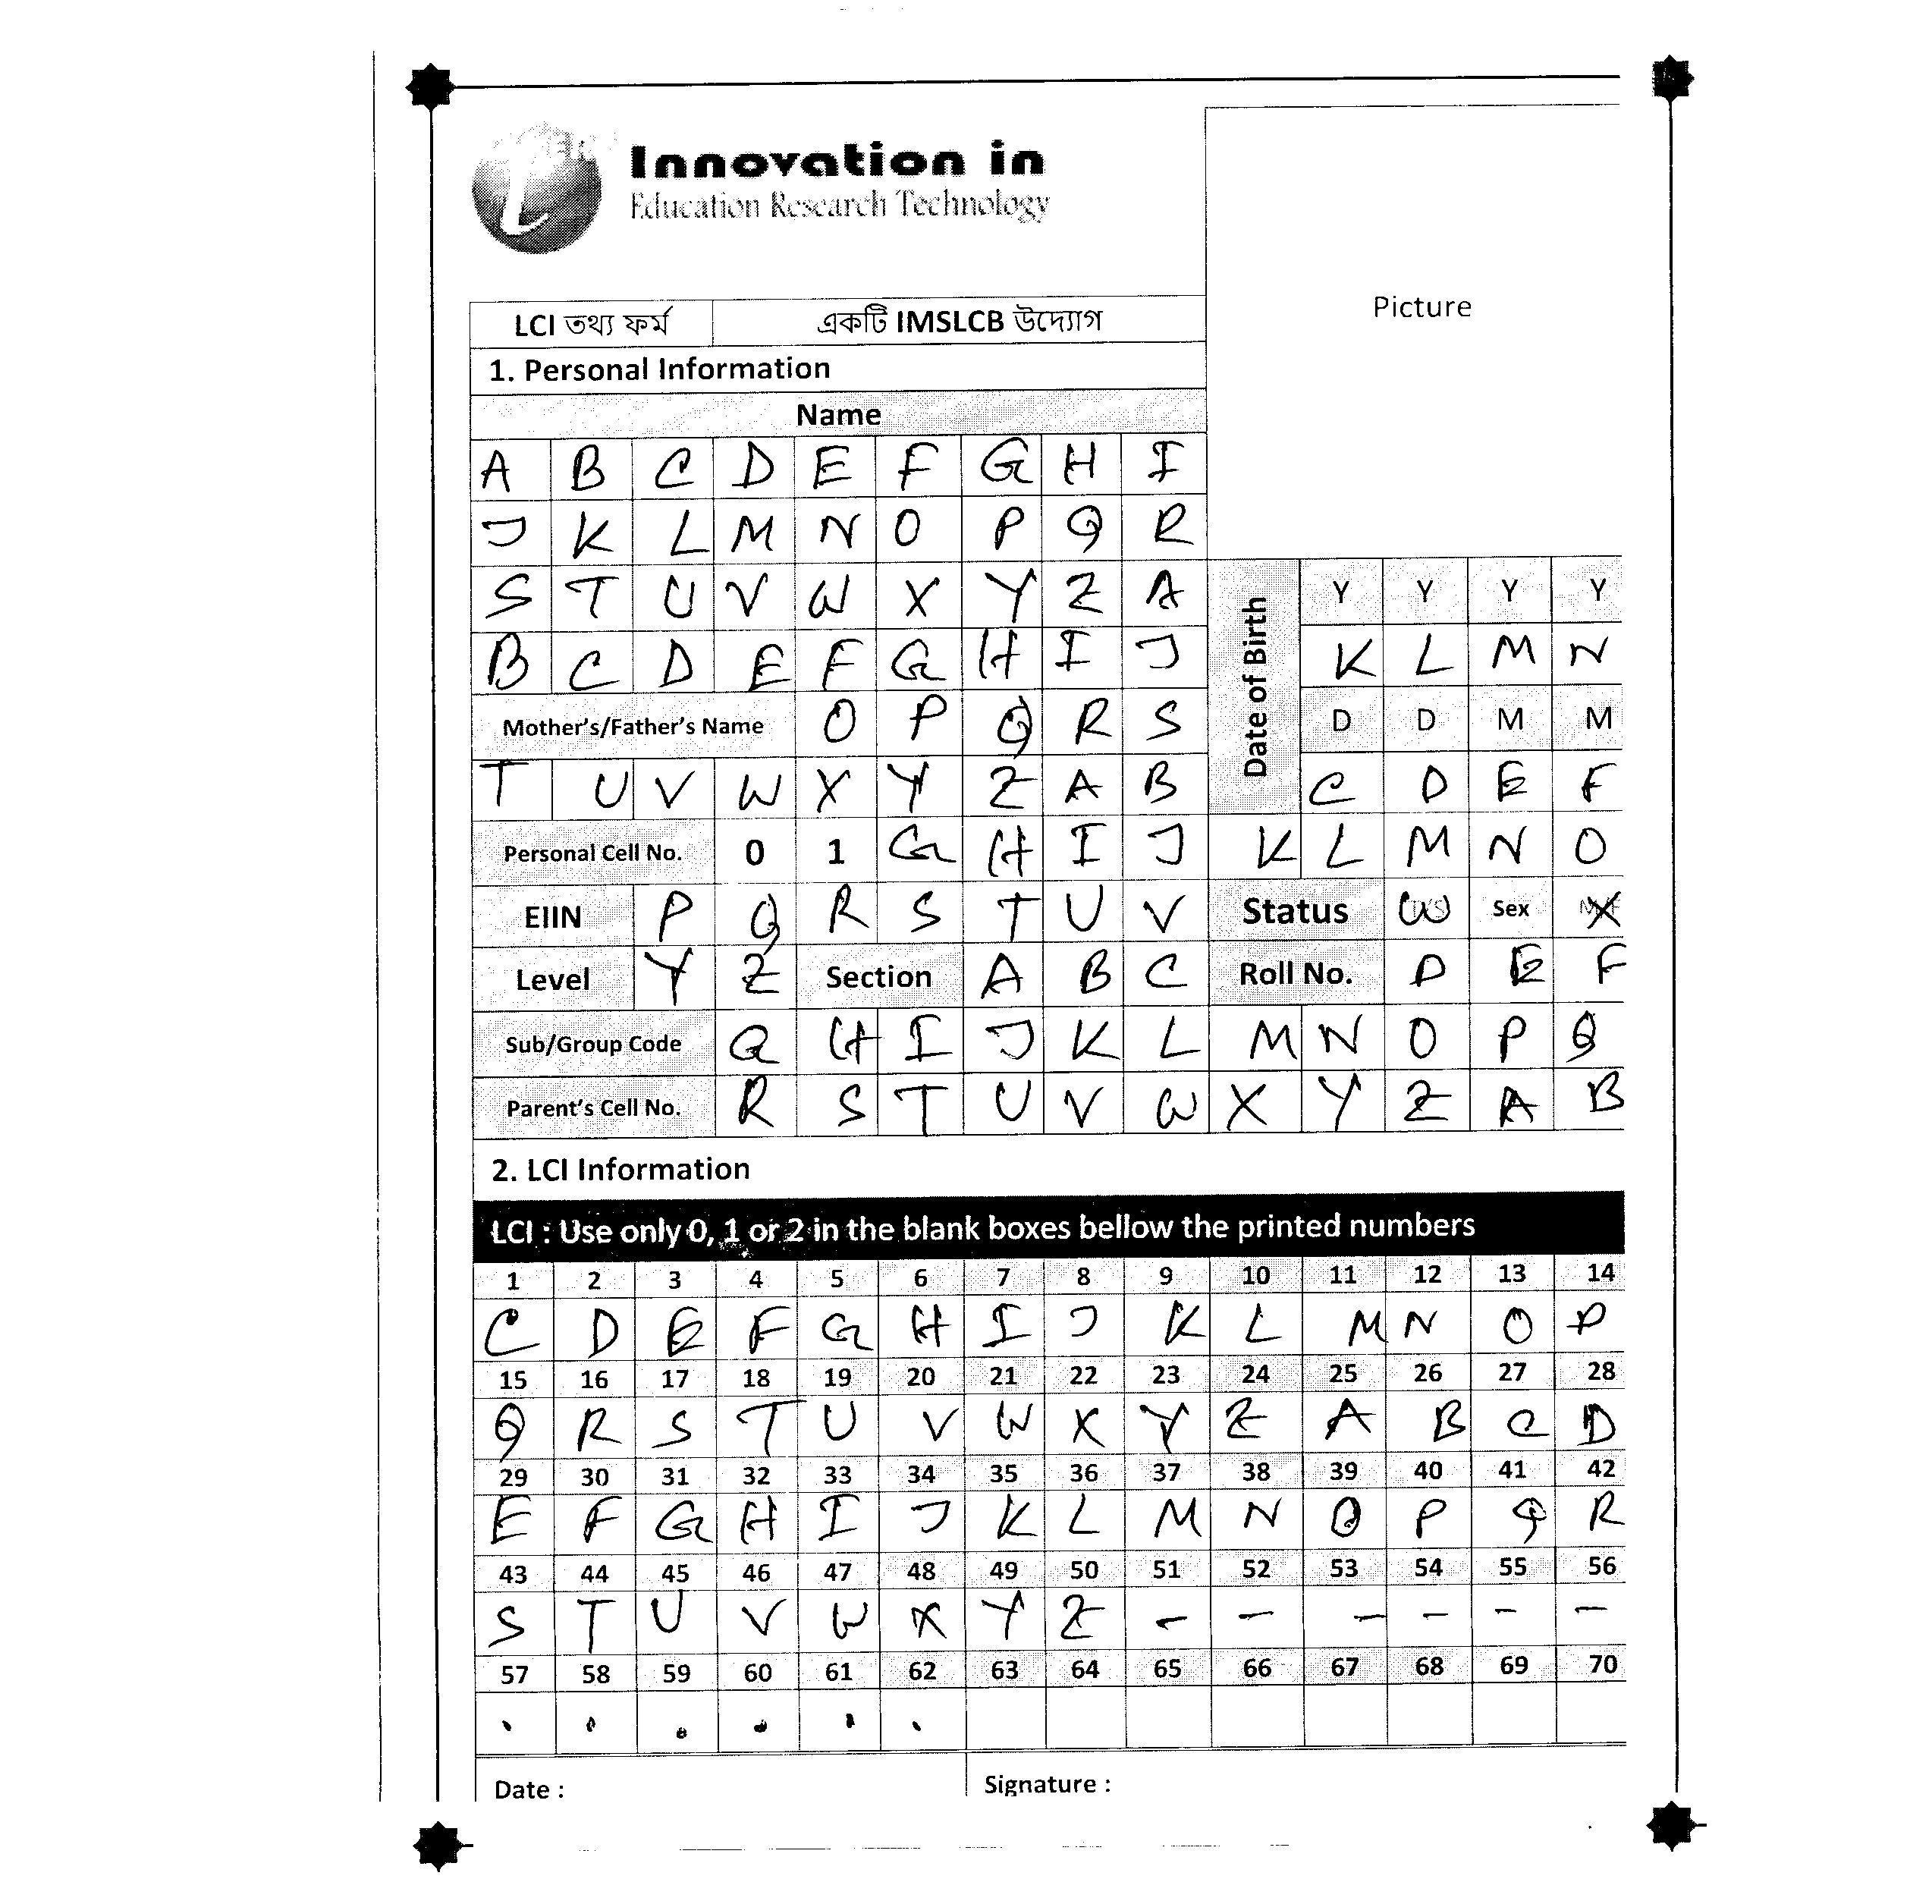 Innovation in
Education Research Technology
Picture
LCI তথ্য ফর্ম একটি IMSLCB উদ্যোগ
1. Personal Information
Name
A B C D E F G H I
J K L M N O P Q R
S T U V W X Y Z A
Date of Birth Y Y Y Y
B C D E F G H I J K L M N
Mother's/Father's Name O P Q R S D D M M
T U V W X Y Z A B C D E F
Personal Cell No. 0 1 G H I J K L M N O
EIIN P Q R S T U V Status W Sex X
Level Y Z Section A B C Roll No. D E F
Sub/Group Code G H I J K L M N O P Q
Parent's Cell No. R S T U V W X Y Z A B
2. LCI Information
LCI : Use only 0, 1 or 2 in the blank boxes bellow the printed numbers
1 2 3 4 5 6 7 8 9 10 11 12 13 14
C D E F G H I J K L M N O P
15 16 17 18 19 20 21 22 23 24 25 26 27 28
Q R S T U V W X Y Z A B C D
29 30 31 32 33 34 35 36 37 38 39 40 41 42
E F G H I J K L M N O P Q R
43 44 45 46 47 48 49 50 51 52 53 54 55 56
S T U V W X Y Z - - - - - -
57 58 59 60 61 62 63 64 65 66 67 68 69 70
. . . . . .
Date : Signature :